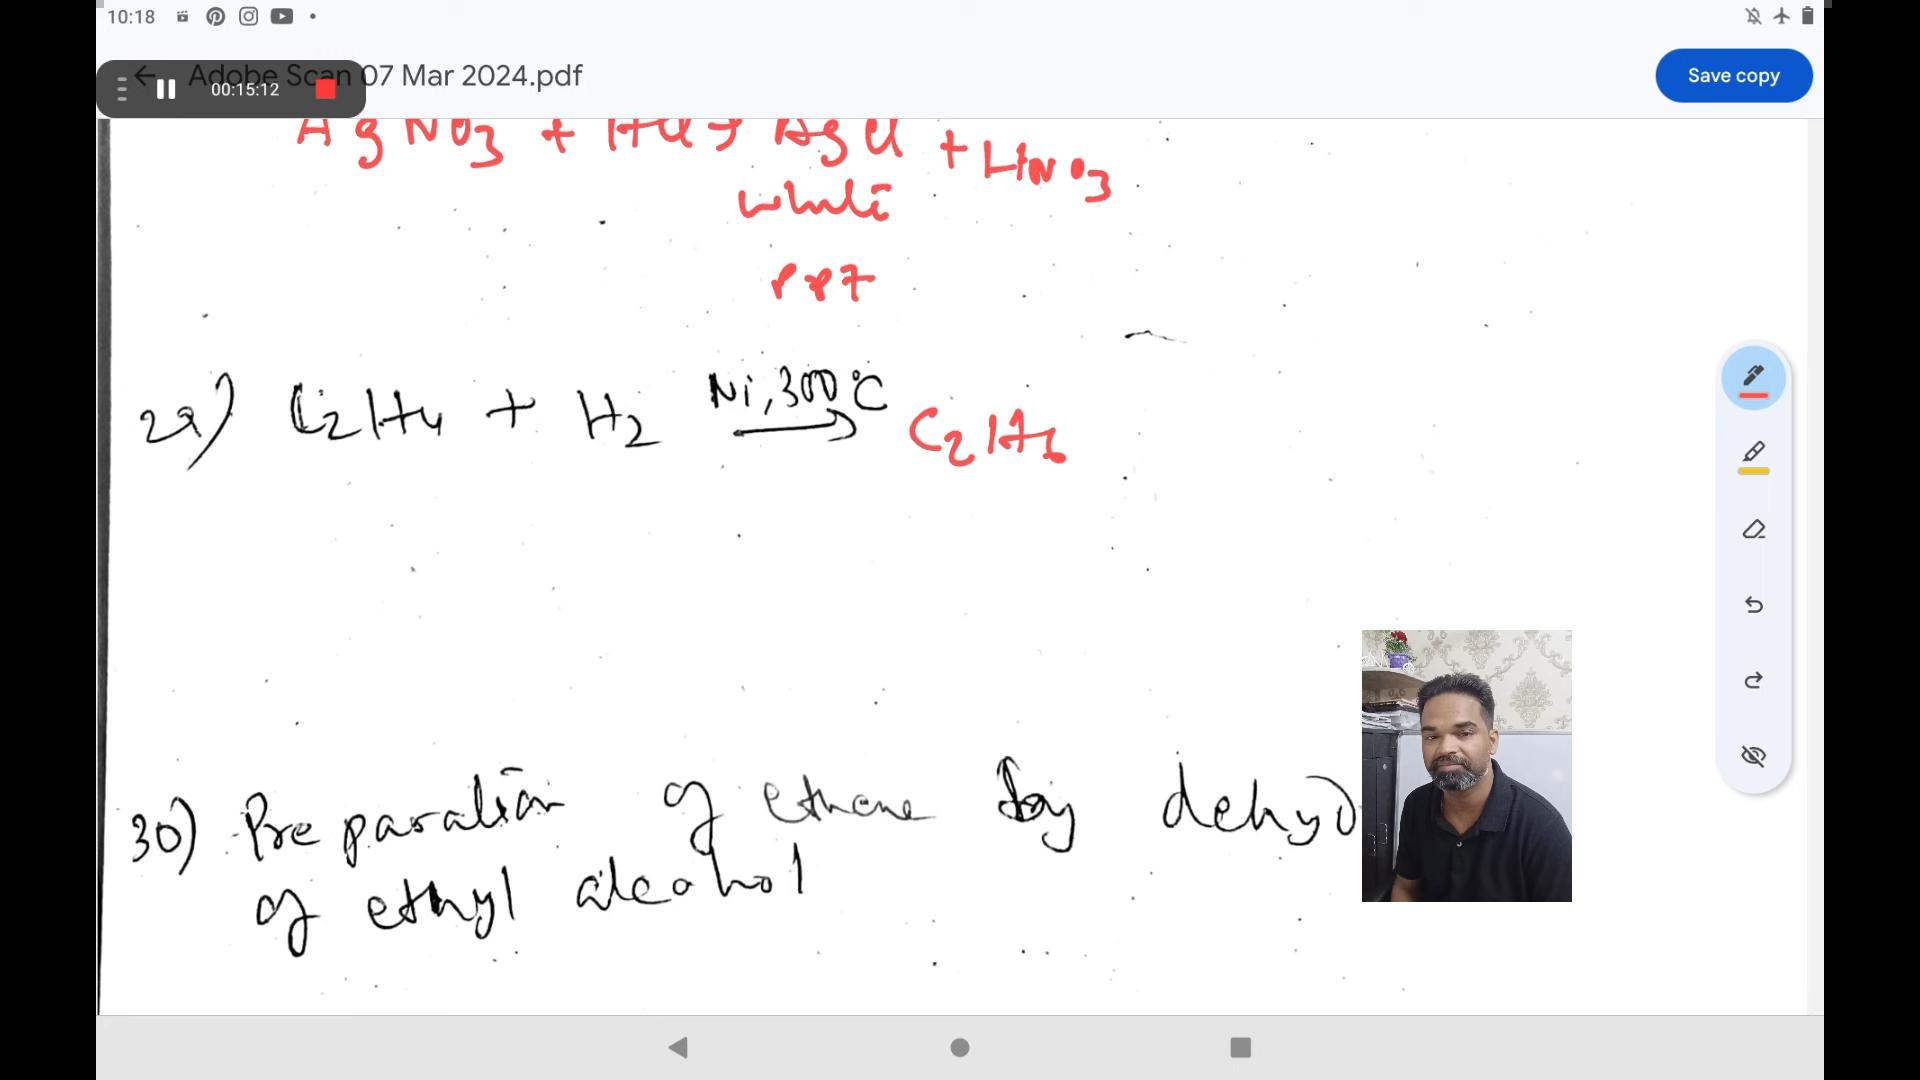 10:18
Adobe Scan 07 Mar 2024.pdf
00:15:12
Save copy
AgNO3 + HCl → AgCl + HNO3
white
ppt
29) C2H4 + H2 Ni, 300°C → C2H6
30) Preparation of ethene by dehyd
of ethyl alcohol